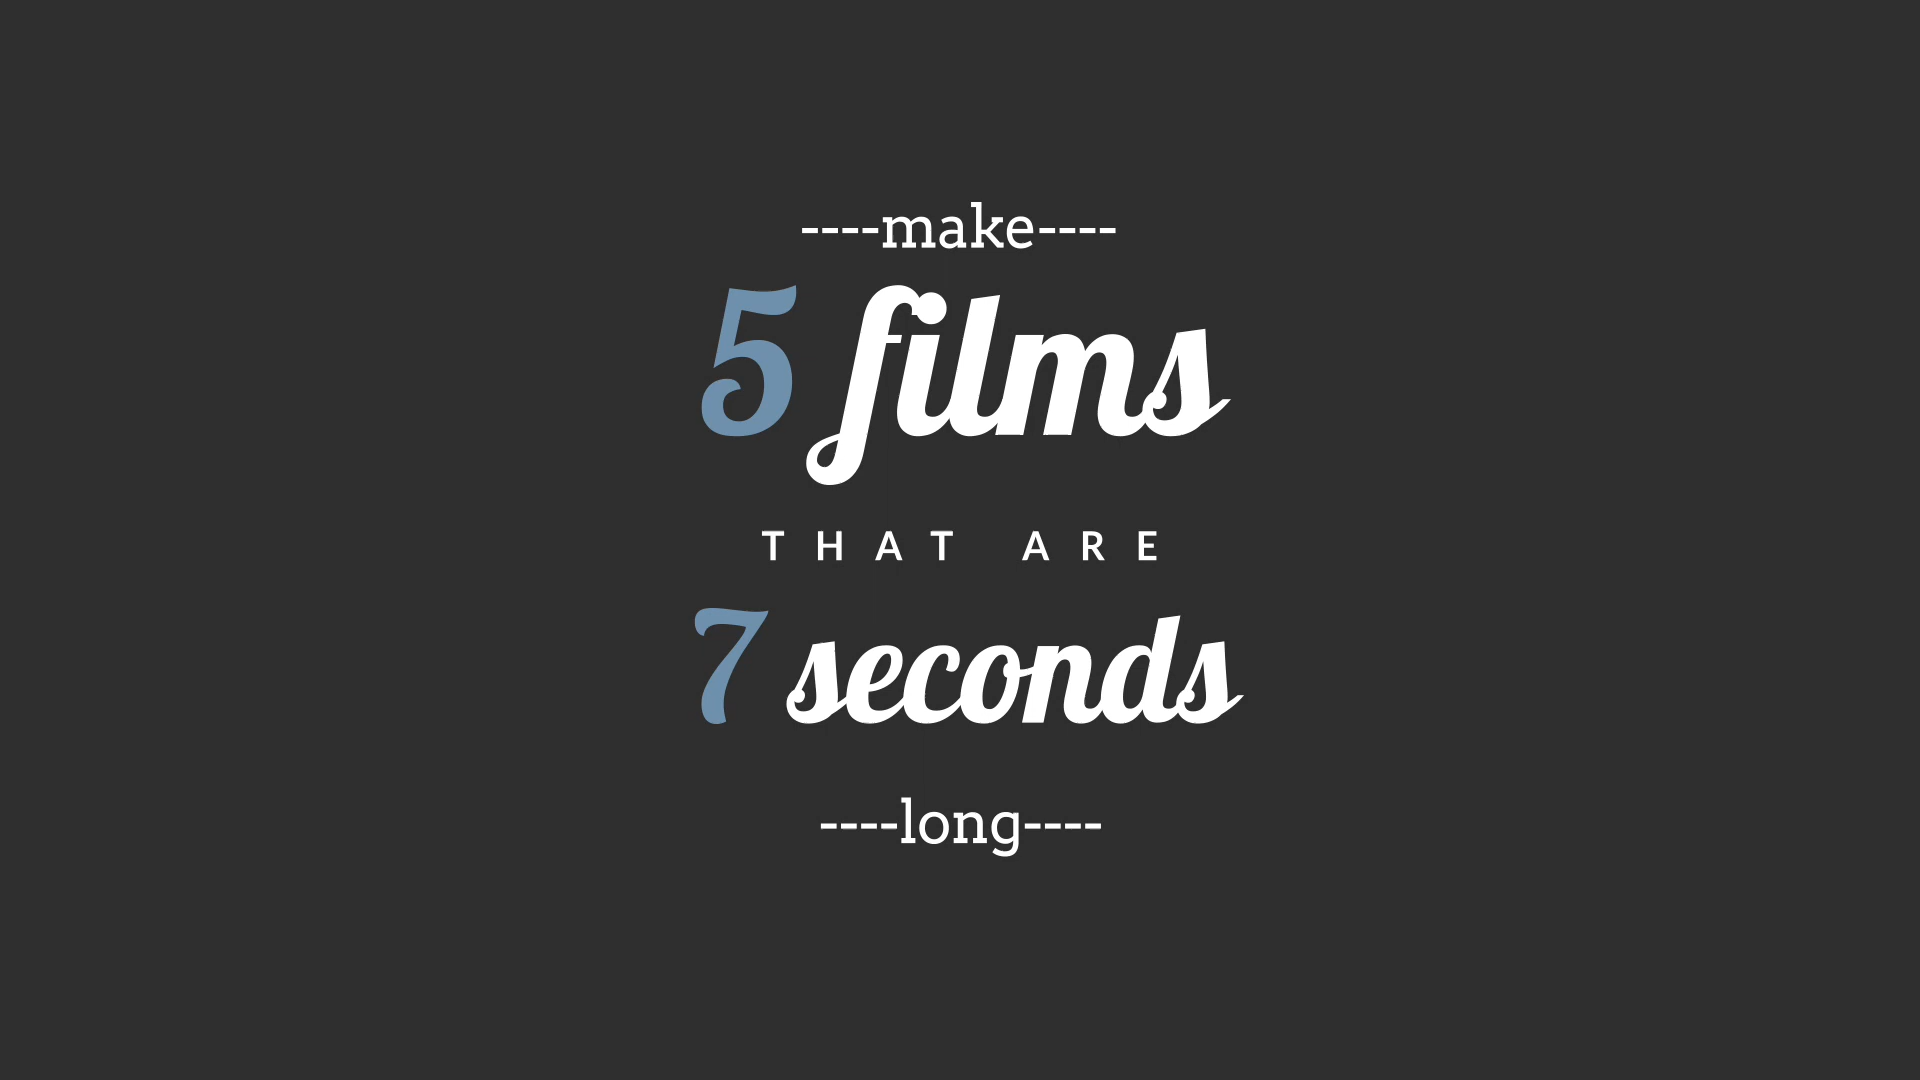 ----make----
5 films
THAT ARE
7 seconds
----long----